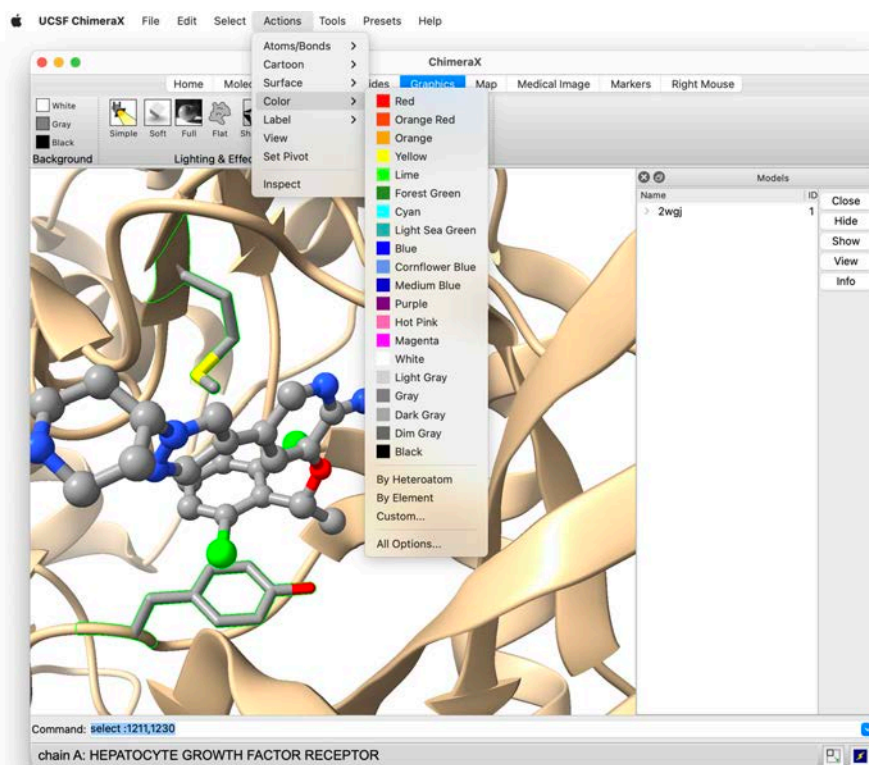 UCSF ChimeraX File Edit Select Actions Tools Presets Help
Atoms/Bonds
Cartoon
Surface
Color
Label
View
Set Pivot
Inspect
ChimeraX
Home Graphics Map Medical Image Markers Right Mouse
White
Gray
Black
Background
Simple Soft Full Flat
Red
Orange Red
Orange
Yellow
Lime
Forest Green
Cyan
Light Sea Green
Blue
Cornflower Blue
Medium Blue
Purple
Hot Pink
Magenta
White
Light Gray
Gray
Dark Gray
Dim Gray
Black
By Heteroatom
By Element
Custom...
All Options...
Models
Name ID
2wgj 1
Close
Hide
Show
View
Info
Command: select :1211,1230
chain A: HEPATOCYTE GROWTH FACTOR RECEPTOR